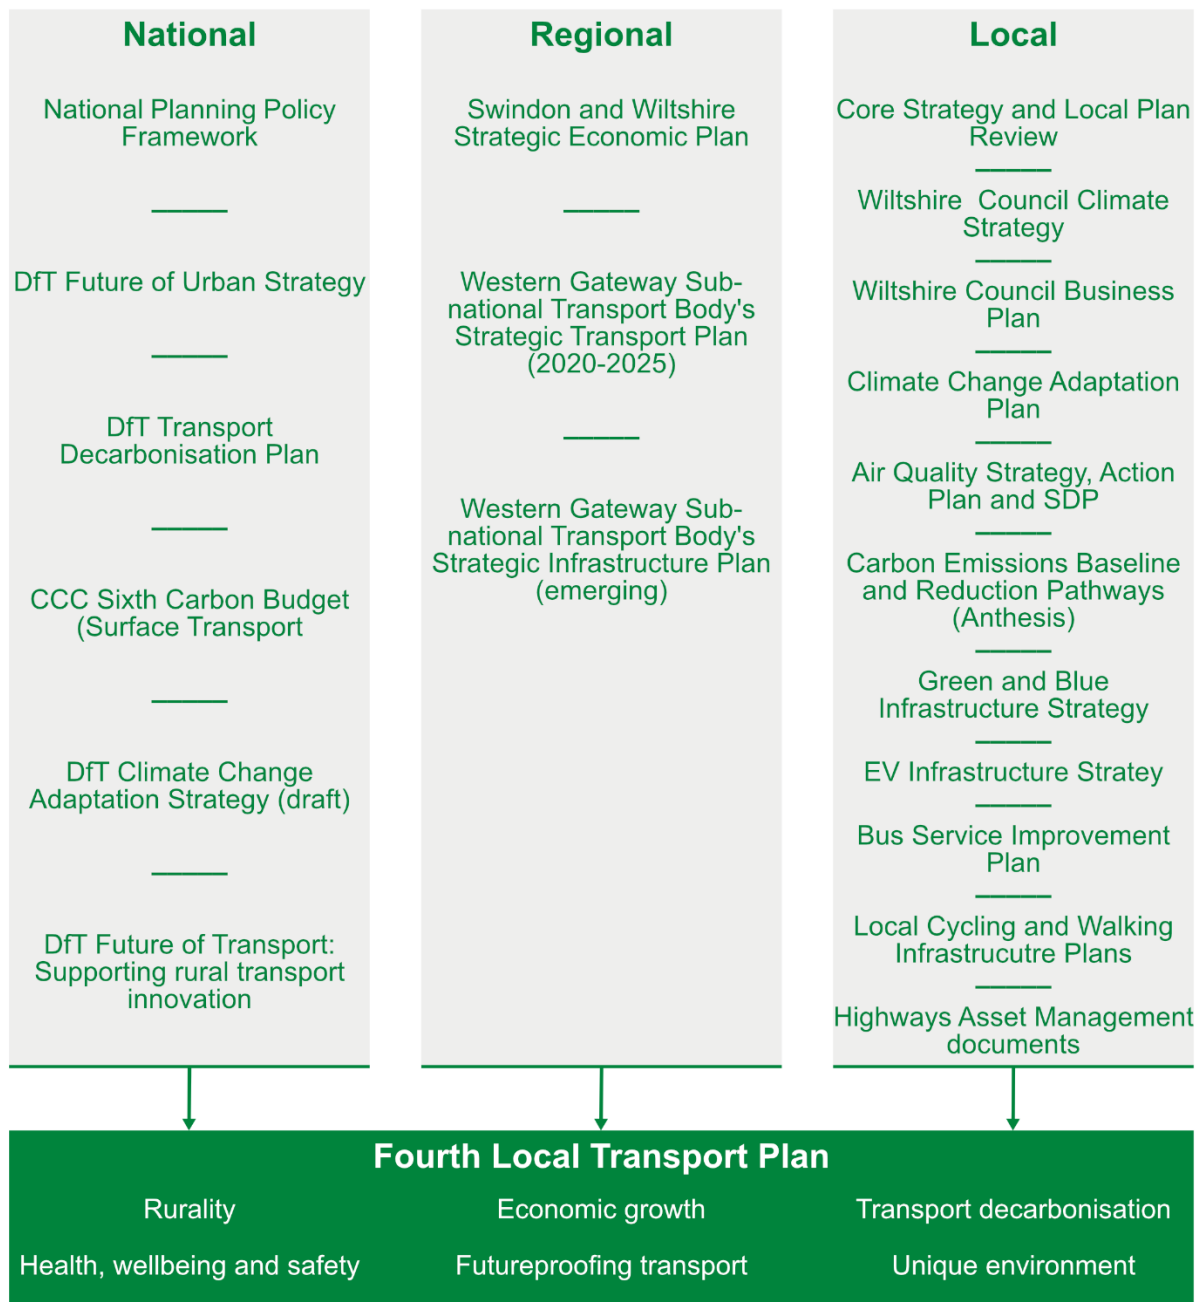 National
National Planning Policy
Framework
DfT Future of Urban Strategy
DfT Transport
Decarbonisation Plan
CCC Sixth Carbon Budget
(Surface Transport
DfT Climate Change
Adaptation Strategy (draft)
DfT Future of Transport:
Supporting rural transport
innovation
Regional
Swindon and Wiltshire
Strategic Economic Plan
Western Gateway Sub-
national Transport Body's
Strategic Transport Plan
(2020-2025)
Western Gateway Sub-
national Transport Body's
Strategic Infrastructure Plan
(emerging)
Local
Core Strategy and Local Plan
Review
Wiltshire  Council Climate
Strategy
Wiltshire Council Business
Plan
Climate Change Adaptation
Plan
Air Quality Strategy, Action
Plan and SDP
Carbon Emissions Baseline
and Reduction Pathways
(Anthesis)
Green and Blue
Infrastructure Strategy
EV Infrastructure Stratey
Bus Service Improvement
Plan
Local Cycling and Walking
Infrastrucutre Plans
Highways Asset Management
documents
Fourth Local Transport Plan
Rurality
Economic growth
Transport decarbonisation
Health, wellbeing and safety
Futureproofing transport
Unique environment